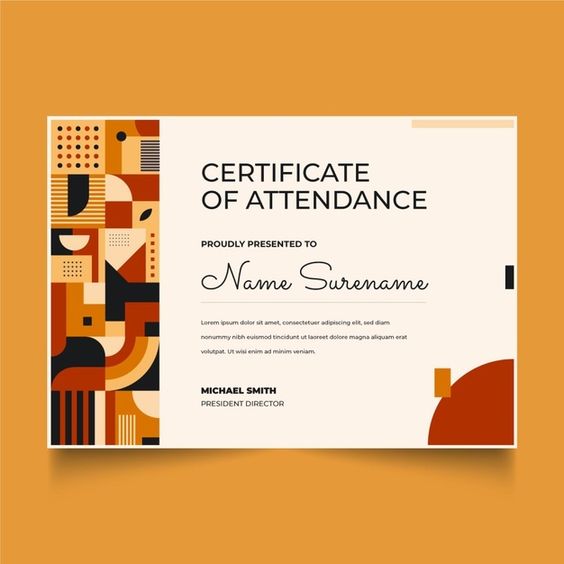 CERTIFICATE
OF ATTENDANCE
PROUDLY PRESENTED TO
Name Surename
Lorem ipsum dolor sit amet, consectetuer adipiscing elit, sed diam
nonummy nibh euismod tincidunt ut laoreet dolore magna aliquam erat
volutpat. Ut wisi enim ad minim veniam.
MICHAEL SMITH
PRESIDENT DIRECTOR